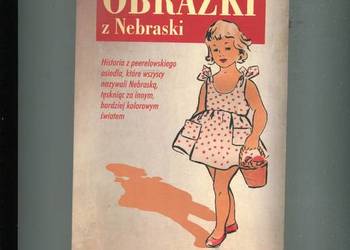 OBRAZKI
z Nebraski
Historia z peerelowskiego
osiedla, które wszyscy
nazywali Nebraską,
tęskniąc za innym,
bardziej kolorowym
światem